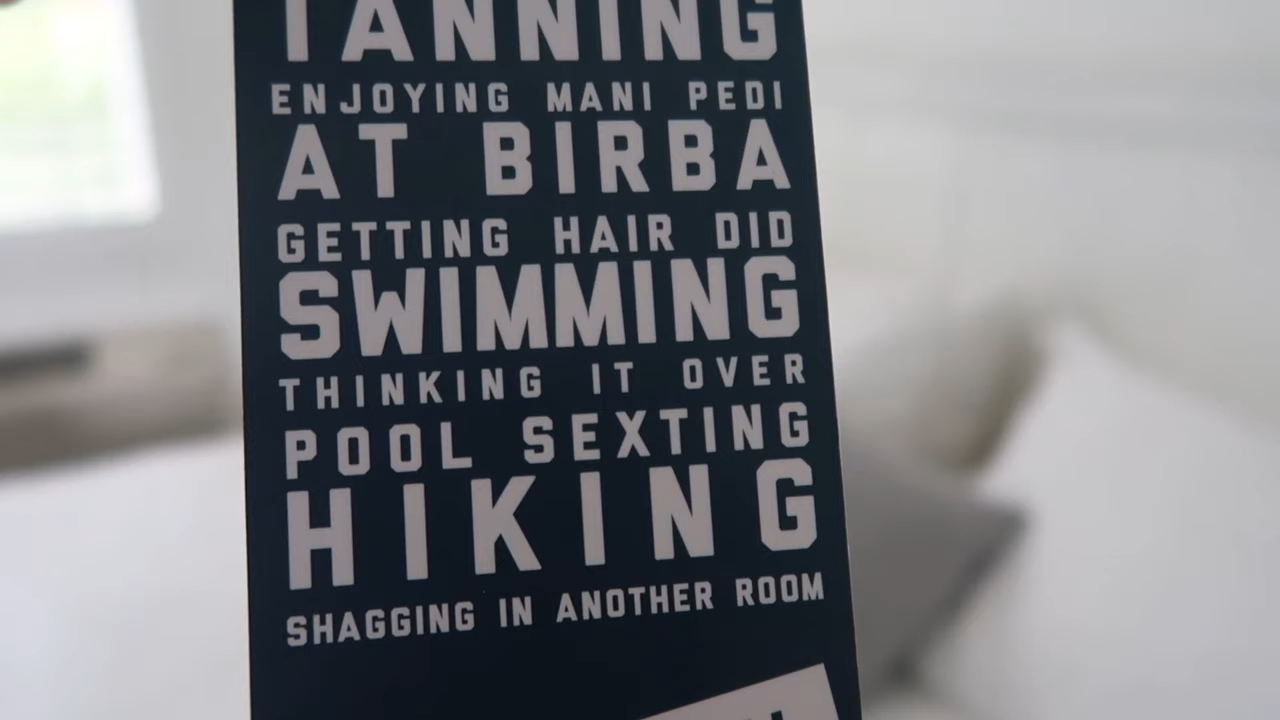 TANNING
ENJOYING MANI PEDI
AT BIRBA
GETTING HAIR DID
SWIMMING
THINKING IT OVER
POOL SEXTING
HIKING
SHAGGING IN ANOTHER ROOM